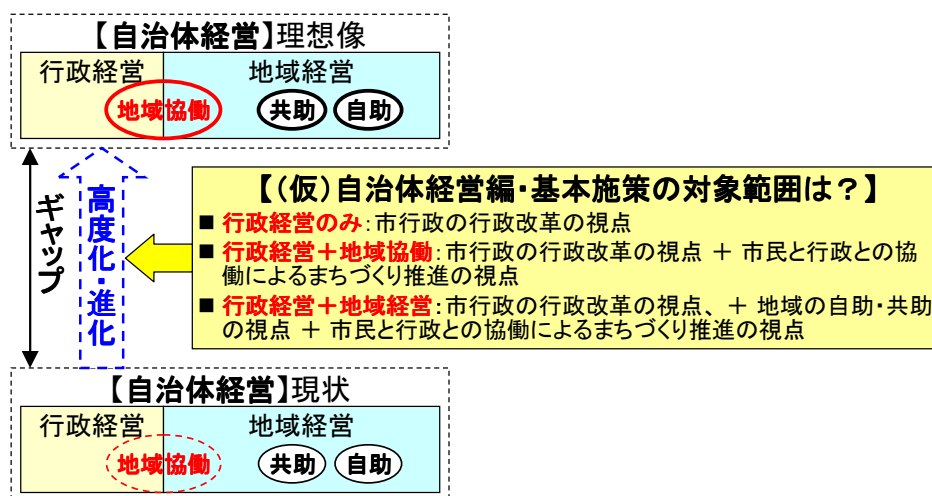 【自治体経営】理想像
行政経営
地域経営
地域協働
共助
自助
ギャップ
高度化・進化
【(仮)自治体経営編・基本施策の対象範囲は？】
■ 行政経営のみ：市行政の行政改革の視点
■ 行政経営＋地域協働：市行政の行政改革の視点 ＋ 市民と行政との協
働によるまちづくり推進の視点
■ 行政経営＋地域経営：市行政の行政改革の視点、＋ 地域の自助・共助
の視点 ＋ 市民と行政との協働によるまちづくり推進の視点
【自治体経営】現状
行政経営
地域経営
地域協働
共助
自助